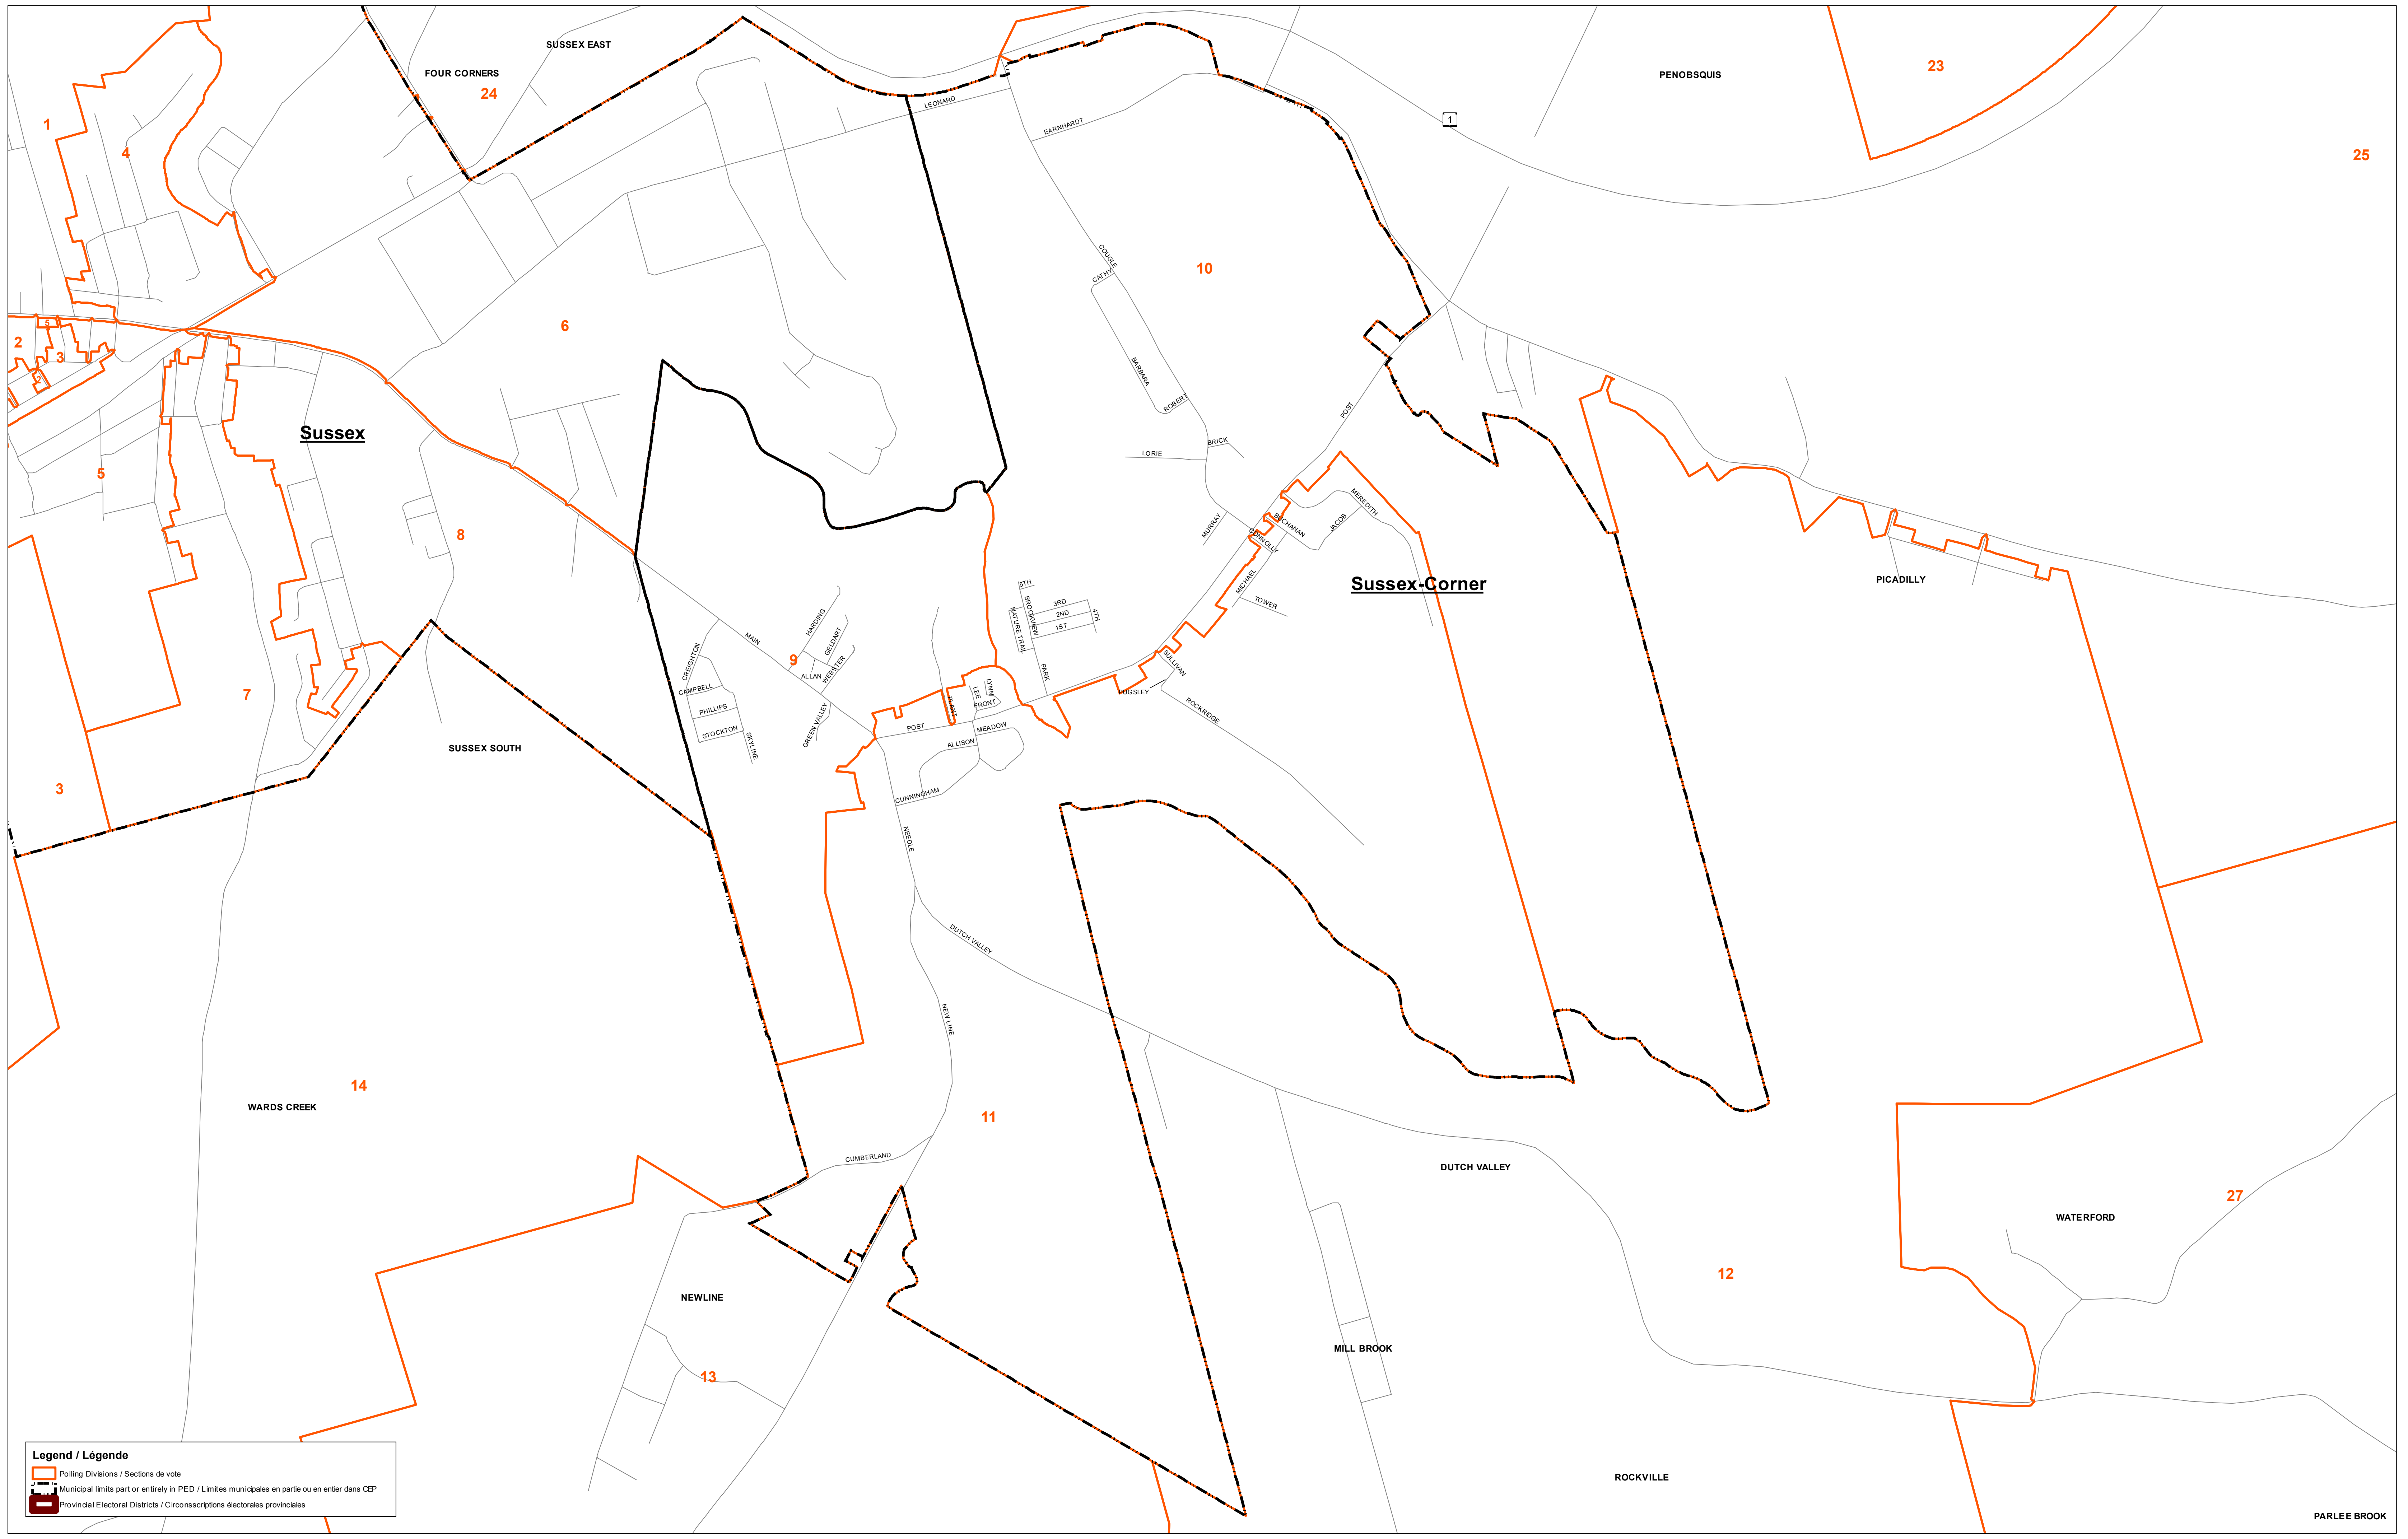 SUSSEX EAST
FOUR CORNERS
24
PENOBSQUIS
23
25
1
4
1
LEONARD
EARNHARDT
10
COUGLE
CATHY
BARBARA
ROBERT
6
2
5
3
2
POST
BRICK
LORIE
Sussex
5
8
MEREDITH
BUCHANAN
JACOB
MURRAY
CONNOLLY
MICHAEL
TOWER
Sussex-Corner
PICADILLY
5TH
BROOKVIEW
3RD
2ND
1ST
4TH
NATURE TRAIL
PARK
HARDING
GELDART
MAIN
9
ALLAN
WEBSTER
CREIGHTON
CAMPBELL
PHILLIPS
STOCKTON
SKYLINE
GREEN VALLEY
PLANT
LEE
LYNN
FRONT
POST
MEADOW
ALLISON
CUNNINGHAM
SULLIVAN
PUGSLEY
ROCKRIDGE
7
SUSSEX SOUTH
3
NEEDLE
DUTCH VALLEY
NEW LINE
14
WARDS CREEK
11
CUMBERLAND
DUTCH VALLEY
27
WATERFORD
12
NEWLINE
MILL BROOK
13
ROCKVILLE
PARLEE BROOK
Legend / Légende
Polling Divisions / Sections de vote
Municipal limits part or entirely in PED / Limites municipales en partie ou en entier dans CEP
Provincial Electoral Districts / Circonsscriptions électorales provinciales